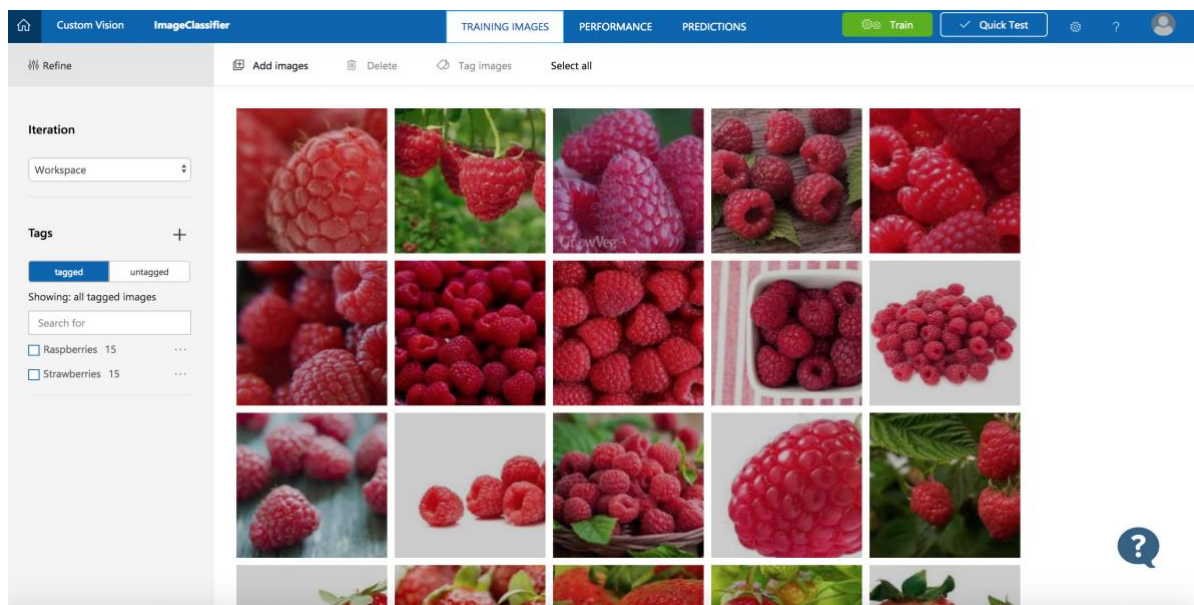 Custom Vision ImageClassifier TRAINING IMAGES PERFORMANCE PREDICTIONS Train Quick Test ?
Refine Add images Delete Tag images Select all
Iteration
Workspace
Tags
tagged untagged
Showing: all tagged images
Search for
Raspberries 15 ...
Strawberries 15 ...
GrowVeg
?